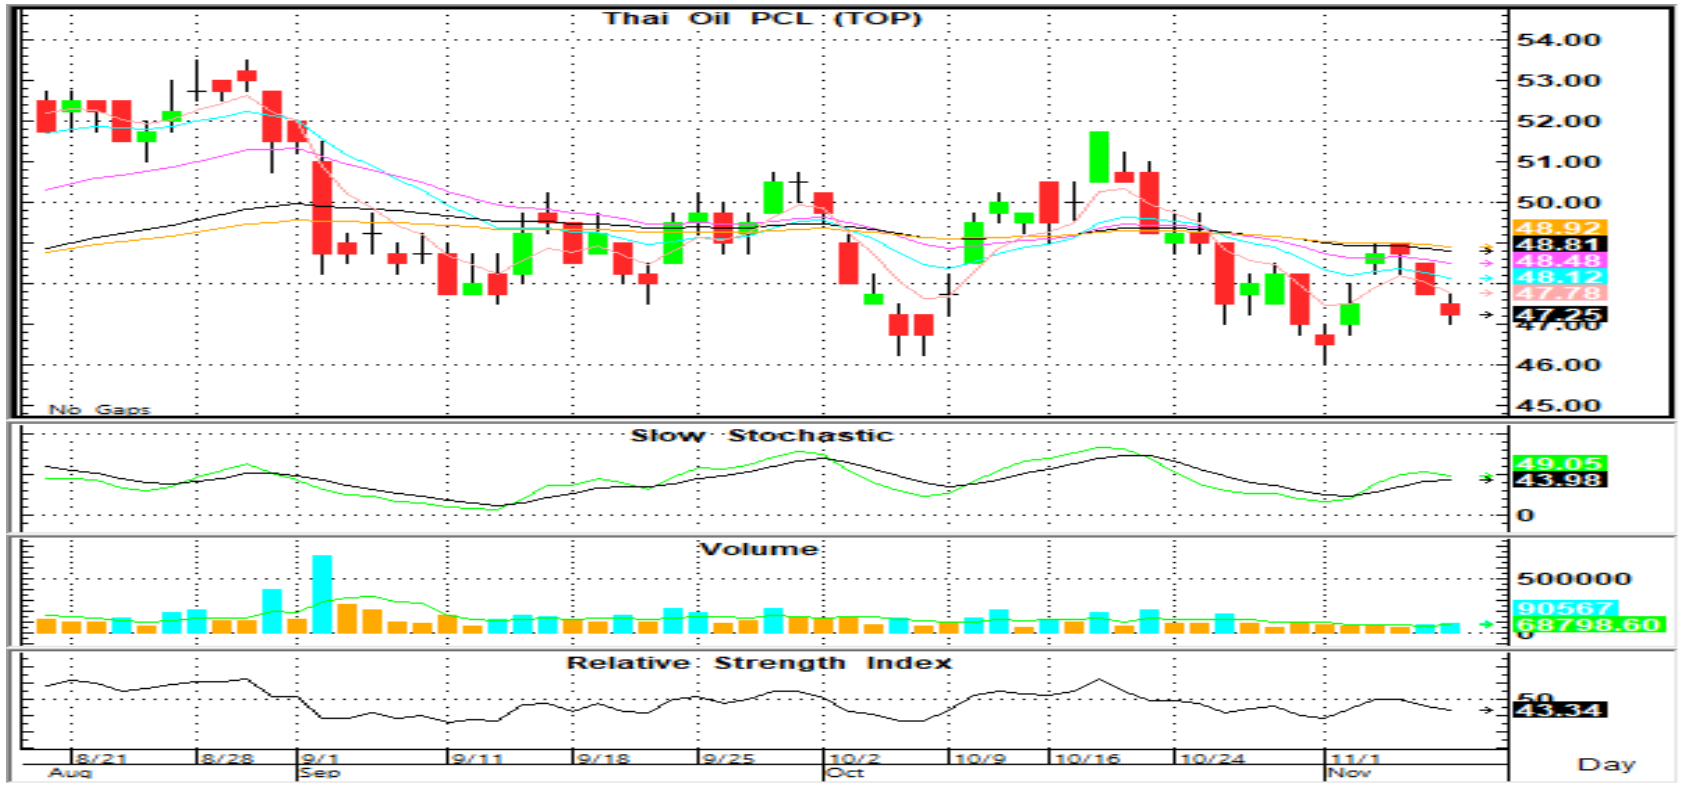 Thai Oil PCL (TOP)
54.00
53.00
52.00
51.00
50.00
48.92
48.81
48.48
48.12
47.78
47.25
47.00
46.00
45.00
No Gaps
Slow Stochastic
49.05
43.98
0
Volume
500000
90567
68798.60
0
Relative Strength Index
50
43.34
8/21 8/28 9/1 9/11 9/18 9/25 10/2 10/9 10/16 10/24 11/1
Aug Sep Oct Nov
Day